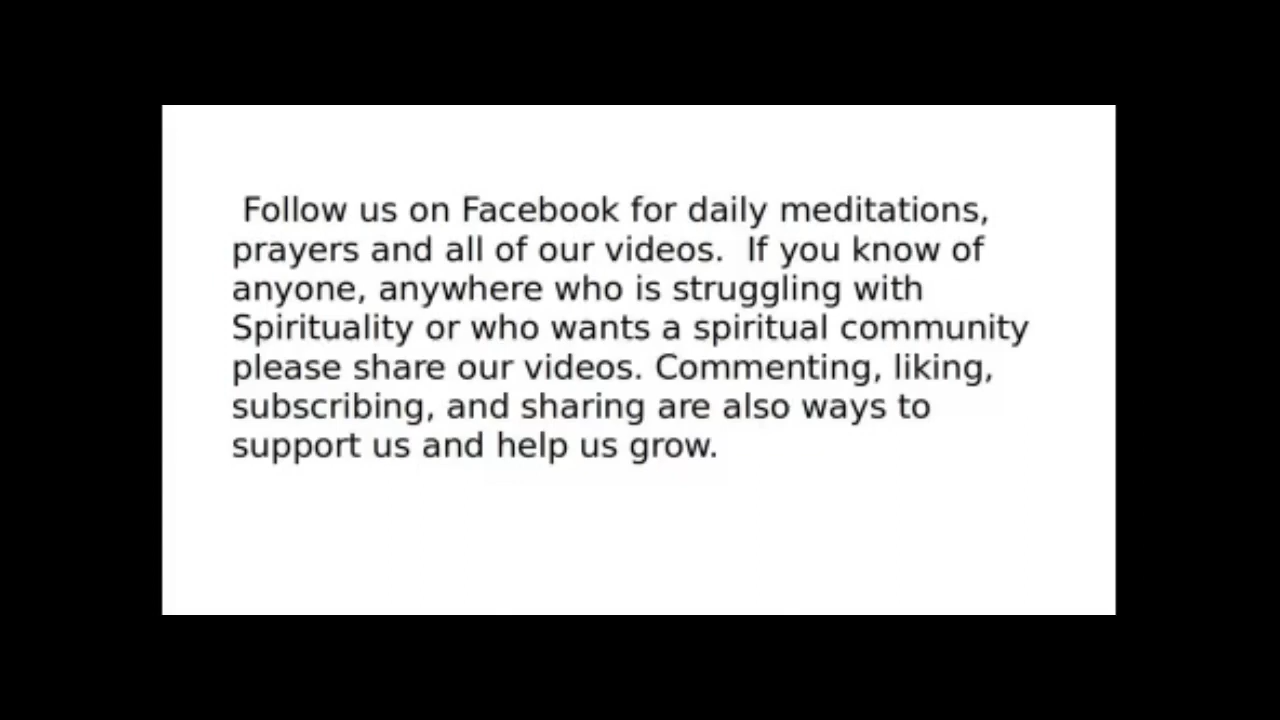 Follow us on Facebook for daily meditations,
prayers and all of our videos.  If you know of
anyone, anywhere who is struggling with
Spirituality or who wants a spiritual community
please share our videos. Commenting, liking,
subscribing, and sharing are also ways to
support us and help us grow.